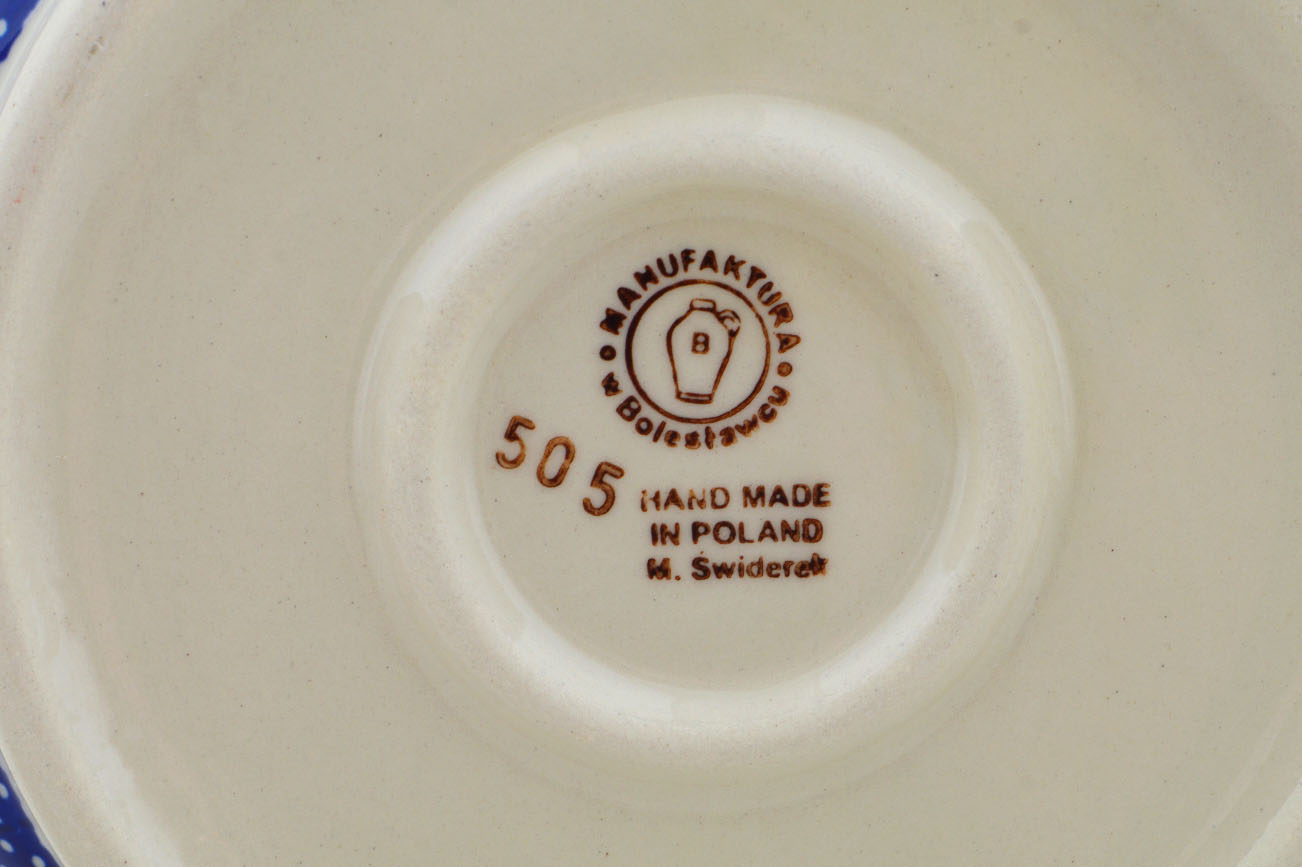 MANUFAKTURA
B
w Bolesławcu
505
HAND MADE
IN POLAND
M. Świderek